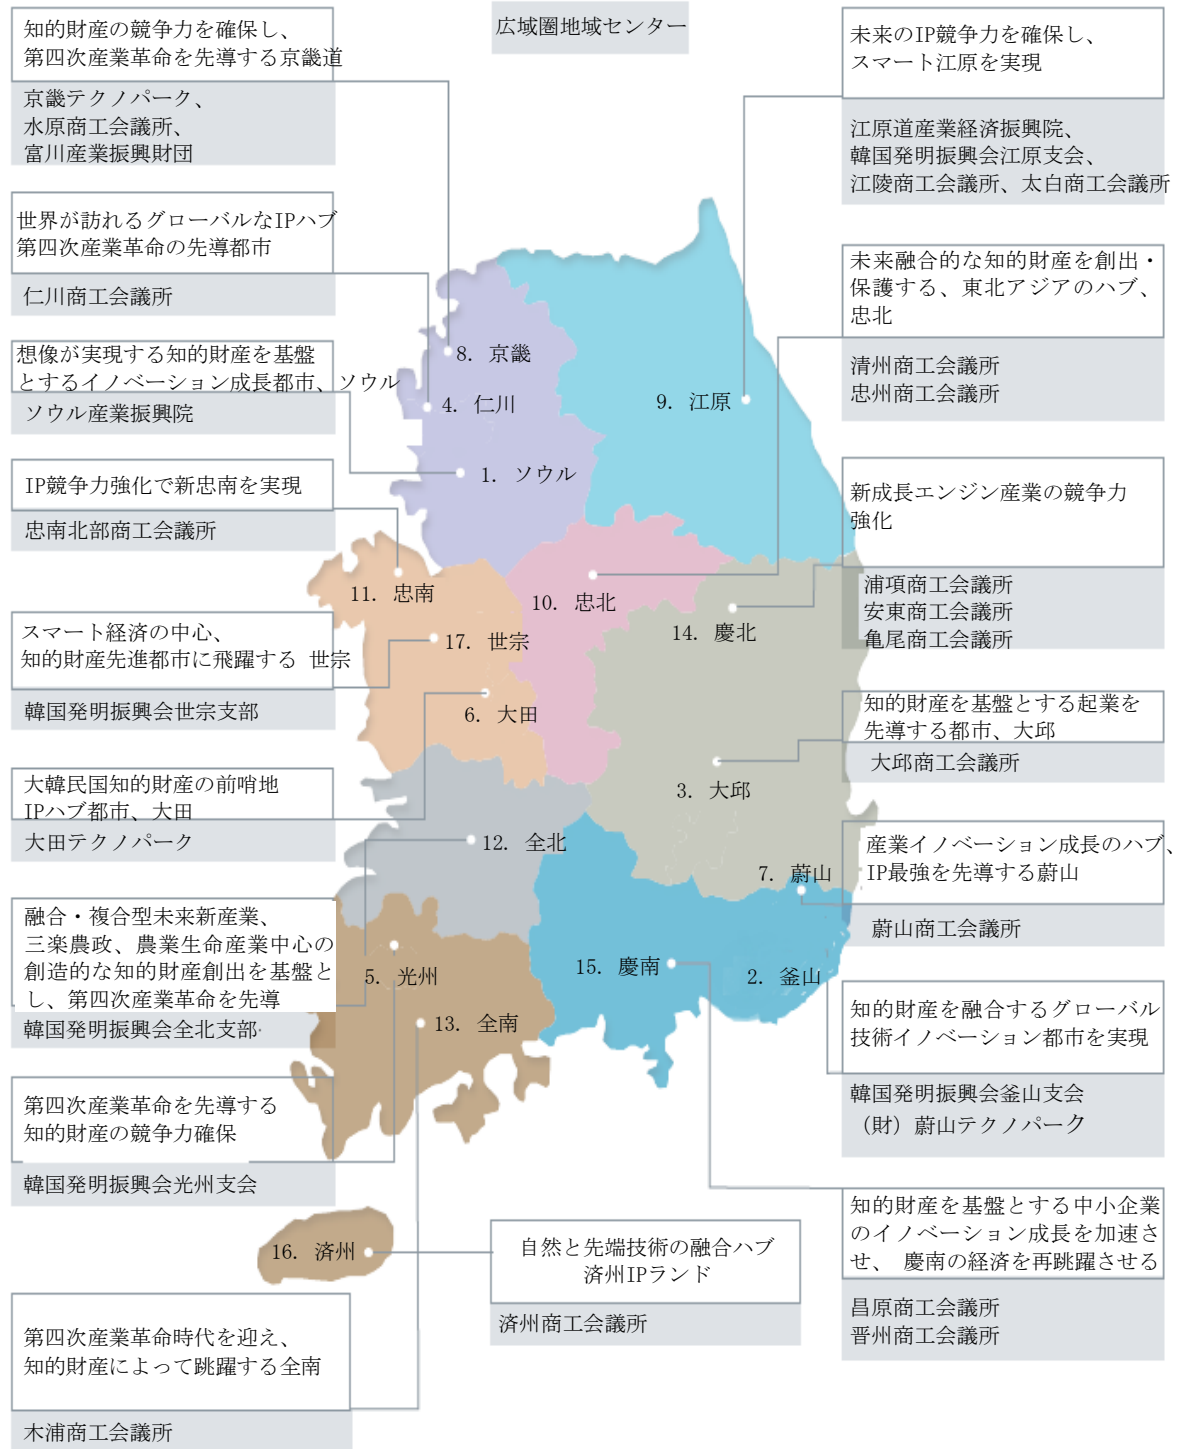 広域圏地域センター
知的財産の競争力を確保し、
第四次産業革命を先導する京畿道
京畿テクノパーク、
水原商工会議所、
富川産業振興財団
世界が訪れるグローバルなIPハブ
第四次産業革命の先導都市
仁川商工会議所
想像が実現する知的財産を基盤
とするイノベーション成長都市、ソウル
ソウル産業振興院
IP競争力強化で新忠南を実現
忠南北部商工会議所
スマート経済の中心、
知的財産先進都市に飛躍する 世宗
韓国発明振興会世宗支部
大韓民国知的財産の前哨地
IPハブ都市、大田
大田テクノパーク
融合・複合型未来新産業、
三楽農政、農業生命産業中心の
創造的な知的財産創出を基盤と
し、第四次産業革命を先導
韓国発明振興会全北支部
第四次産業革命を先導する
知的財産の競争力確保
韓国発明振興会光州支会
第四次産業革命時代を迎え、
知的財産によって跳躍する全南
木浦商工会議所
8. 京畿
4. 仁川
1. ソウル
9. 江原
11. 忠南
10. 忠北
17. 世宗
14. 慶北
6. 大田
3. 大邱
12. 全北
7. 蔚山
5. 光州
15. 慶南
2. 釜山
13. 全南
16. 済州
自然と先端技術の融合ハブ
済州IPランド
済州商工会議所
未来のIP競争力を確保し、
スマート江原を実現
江原道産業経済振興院、
韓国発明振興会江原支会、
江陵商工会議所、太白商工会議所
未来融合的な知的財産を創出・
保護する、東北アジアのハブ、
忠北
清州商工会議所
忠州商工会議所
新成長エンジン産業の競争力
強化
浦項商工会議所
安東商工会議所
亀尾商工会議所
知的財産を基盤とする起業を
先導する都市、大邱
大邱商工会議所
産業イノベーション成長のハブ、
IP最強を先導する蔚山
蔚山商工会議所
知的財産を融合するグローバル
技術イノベーション都市を実現
韓国発明振興会釜山支会
（財）蔚山テクノパーク
知的財産を基盤とする中小企業
のイノベーション成長を加速さ
せ、 慶南の経済を再跳躍させる
昌原商工会議所
晋州商工会議所